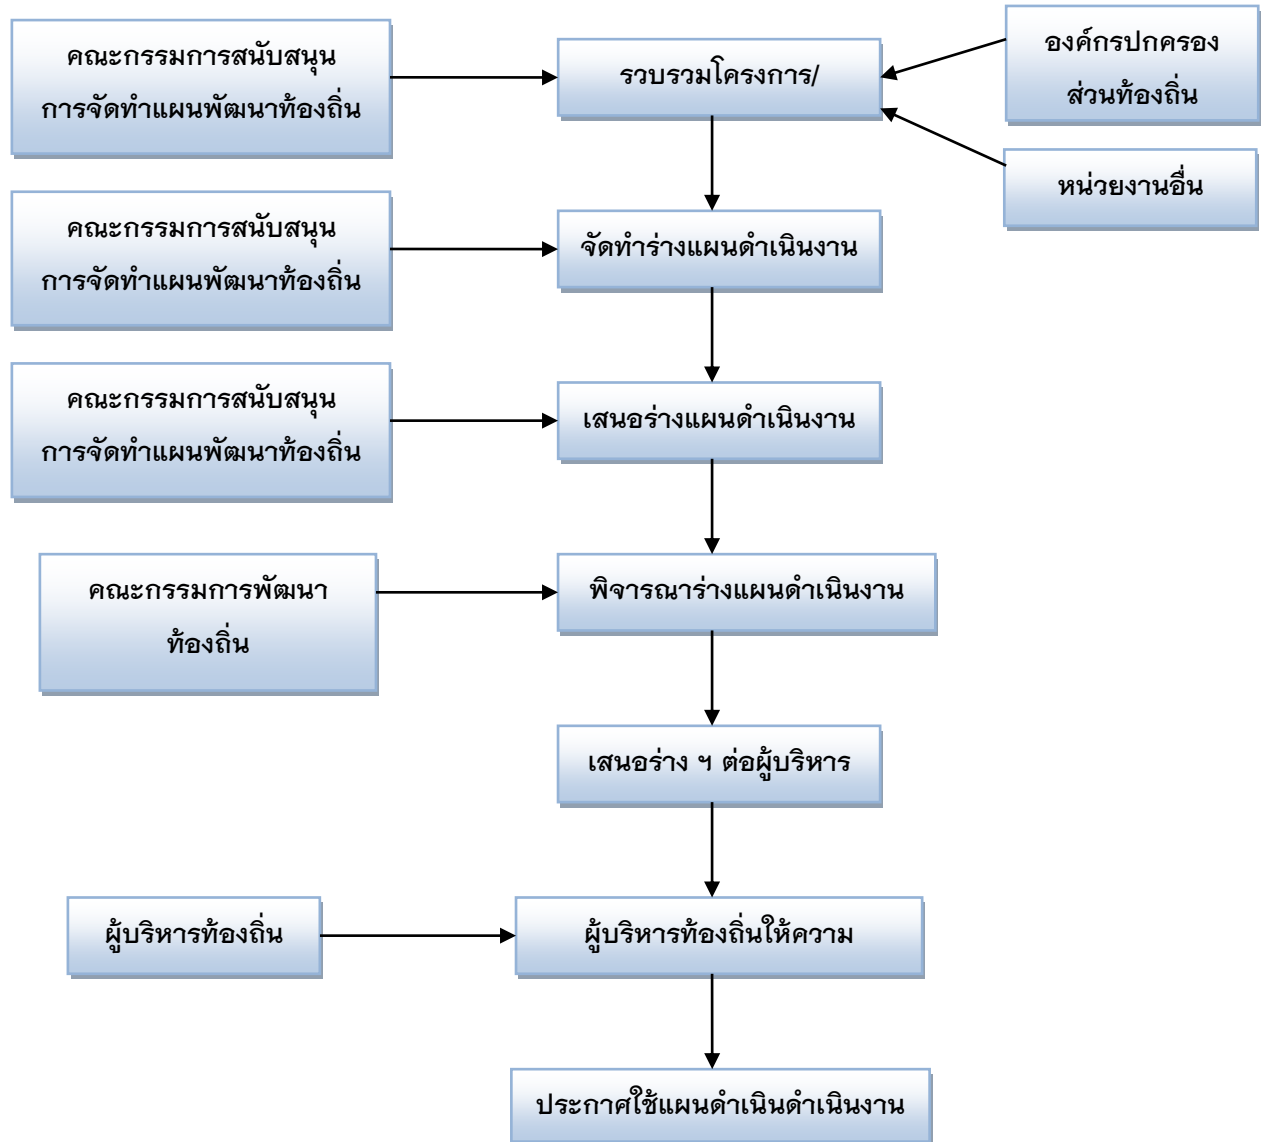 คณะกรรมการสนับสนุน
การจัดทำแผนพัฒนาท้องถิ่น
รวบรวมโครงการ/
องค์กรปกครอง
ส่วนท้องถิ่น
หน่วยงานอื่น
คณะกรรมการสนับสนุน
การจัดทำแผนพัฒนาท้องถิ่น
จัดทำร่างแผนดำเนินงาน
คณะกรรมการสนับสนุน
การจัดทำแผนพัฒนาท้องถิ่น
เสนอร่างแผนดำเนินงาน
คณะกรรมการพัฒนา
ท้องถิ่น
พิจารณาร่างแผนดำเนินงาน
เสนอร่าง ฯ ต่อผู้บริหาร
ผู้บริหารท้องถิ่น
ผู้บริหารท้องถิ่นให้ความ
ประกาศใช้แผนดำเนินดำเนินงาน